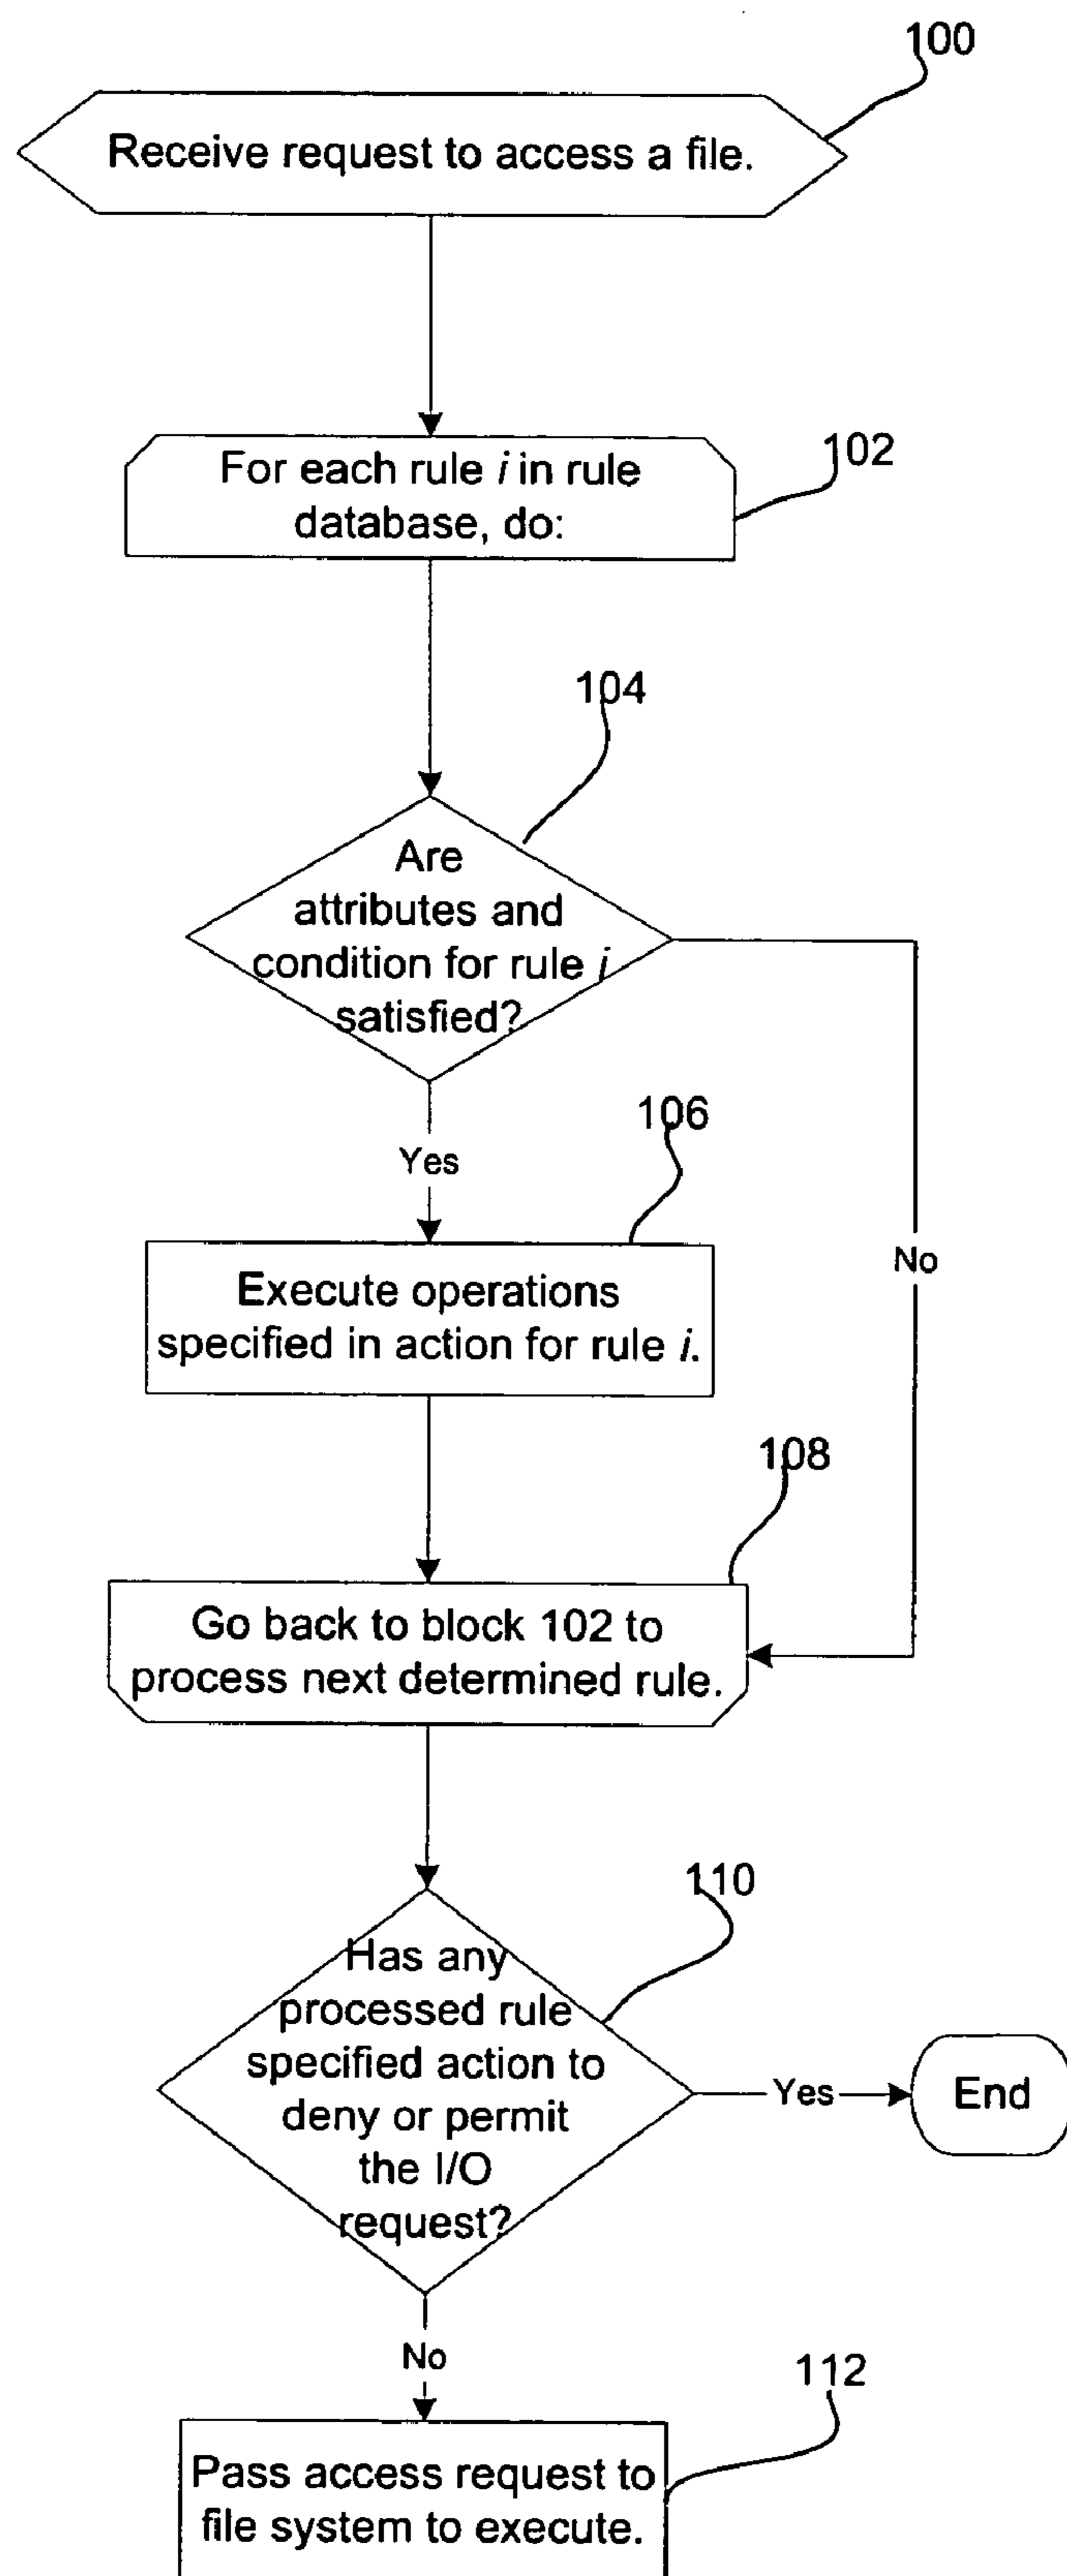 100
Receive request to access a file.
102
For each rule i in rule
database, do:
104
Are
attributes and
condition for rule i
satisfied?
106
Yes
No
Execute operations
specified in action for rule i.
108
Go back to block 102 to
process next determined rule.
110
Has any
processed rule
specified action to
deny or permit
the I/O
request?
Yes
End
No
112
Pass access request to
file system to execute.